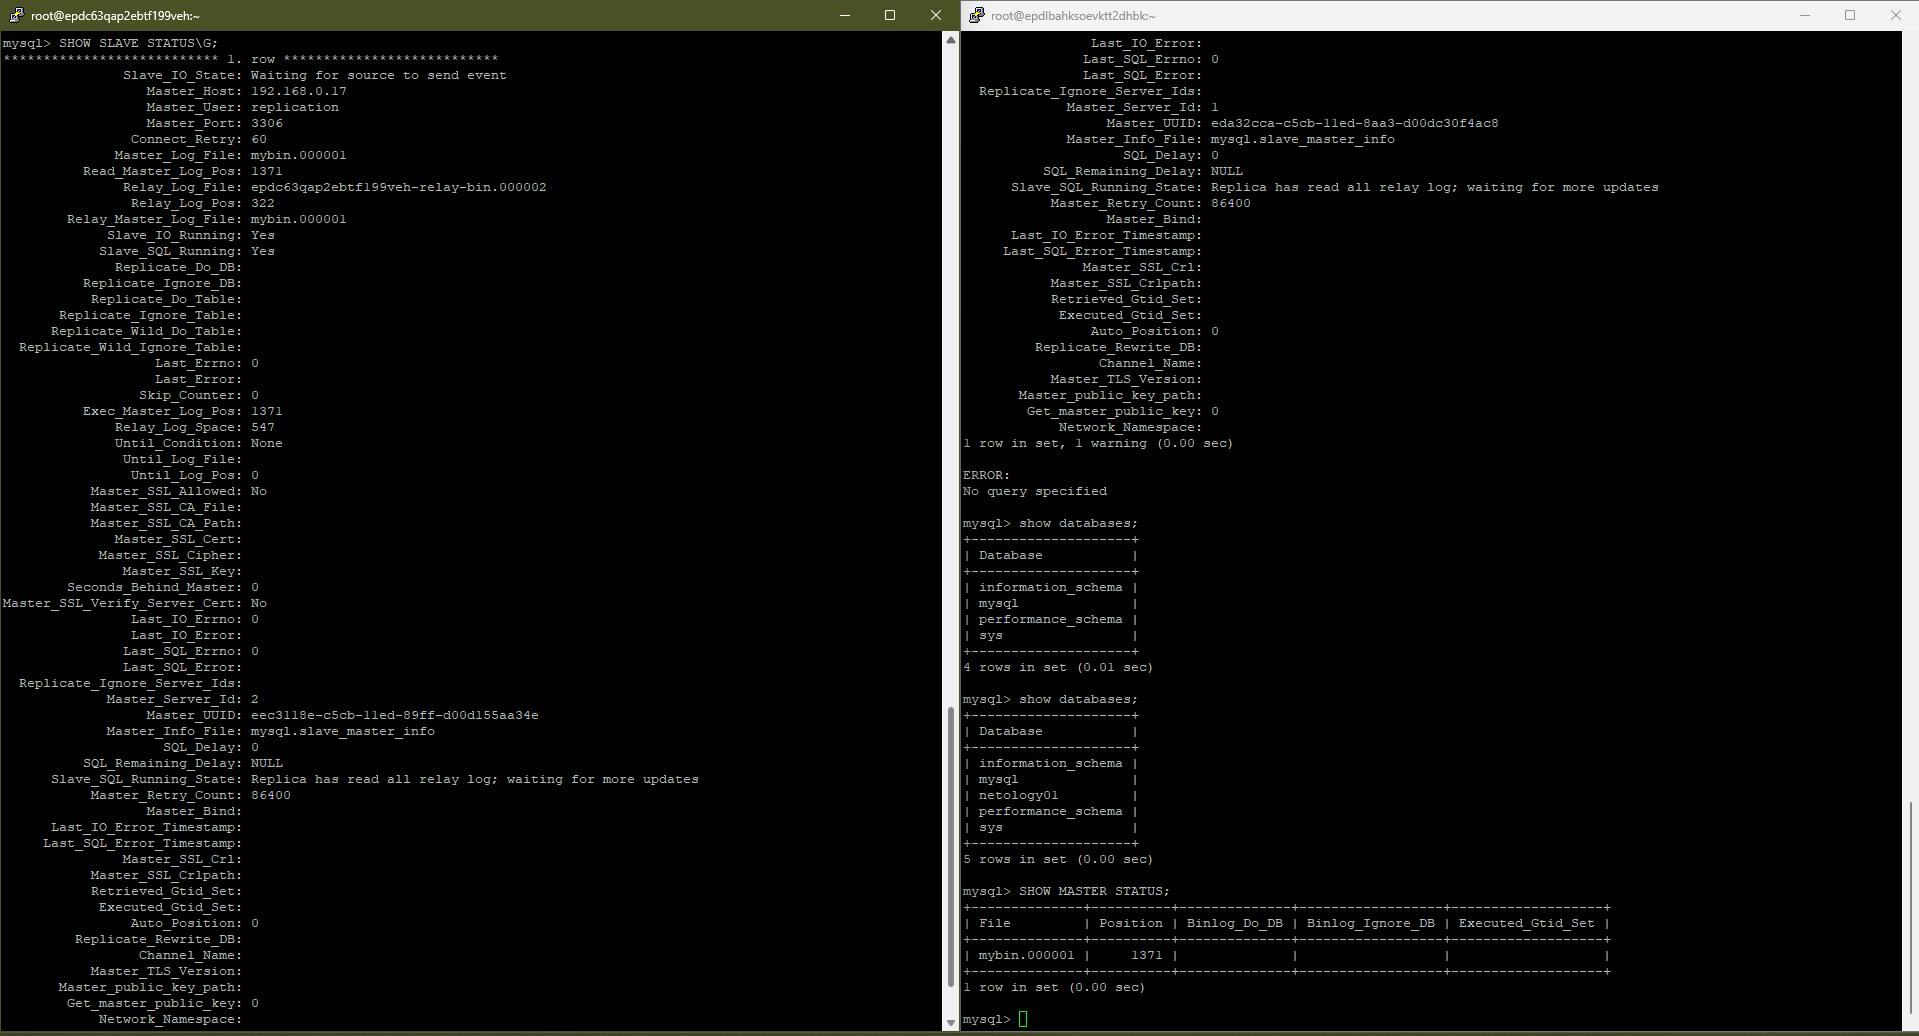 root@epdc63qap2ebtf199veh:~
mysql> SHOW SLAVE STATUS\G;
*************************** 1. row ***************************
Slave_IO_State: Waiting for source to send event
Master_Host: 192.168.0.17
Master_User: replication
Master_Port: 3306
Connect_Retry: 60
Master_Log_File: mybin.000001
Read_Master_Log_Pos: 1371
Relay_Log_File: epdc63qap2ebtf199veh-relay-bin.000002
Relay_Log_Pos: 322
Relay_Master_Log_File: mybin.000001
Slave_IO_Running: Yes
Slave_SQL_Running: Yes
Replicate_Do_DB:
Replicate_Ignore_DB:
Replicate_Do_Table:
Replicate_Ignore_Table:
Replicate_Wild_Do_Table:
Replicate_Wild_Ignore_Table:
Last_Errno: 0
Last_Error:
Skip_Counter: 0
Exec_Master_Log_Pos: 1371
Relay_Log_Space: 547
Until_Condition: None
Until_Log_File:
Until_Log_Pos: 0
Master_SSL_Allowed: No
Master_SSL_CA_File:
Master_SSL_CA_Path:
Master_SSL_Cert:
Master_SSL_Cipher:
Master_SSL_Key:
Seconds_Behind_Master: 0
Master_SSL_Verify_Server_Cert: No
Last_IO_Errno: 0
Last_IO_Error:
Last_SQL_Errno: 0
Last_SQL_Error:
Replicate_Ignore_Server_Ids:
Master_Server_Id: 2
Master_UUID: eec3118e-c5cb-11ed-89ff-d00d155aa34e
Master_Info_File: mysql.slave_master_info
SQL_Delay: 0
SQL_Remaining_Delay: NULL
Slave_SQL_Running_State: Replica has read all relay log; waiting for more updates
Master_Retry_Count: 86400
Master_Bind:
Last_IO_Error_Timestamp:
Last_SQL_Error_Timestamp:
Master_SSL_Crl:
Master_SSL_Crlpath:
Retrieved_Gtid_Set:
Executed_Gtid_Set:
Auto_Position: 0
Replicate_Rewrite_DB:
Channel_Name:
Master_TLS_Version:
Master_public_key_path:
Get_master_public_key: 0
Network_Namespace:
root@epdlbahksoevktt2dhbk:~
Last_IO_Error:
Last_SQL_Errno: 0
Last_SQL_Error:
Replicate_Ignore_Server_Ids:
Master_Server_Id: 1
Master_UUID: eda32cca-c5cb-11ed-8aa3-d00dc30f4ac8
Master_Info_File: mysql.slave_master_info
SQL_Delay: 0
SQL_Remaining_Delay: NULL
Slave_SQL_Running_State: Replica has read all relay log; waiting for more updates
Master_Retry_Count: 86400
Master_Bind:
Last_IO_Error_Timestamp:
Last_SQL_Error_Timestamp:
Master_SSL_Crl:
Master_SSL_Crlpath:
Retrieved_Gtid_Set:
Executed_Gtid_Set:
Auto_Position: 0
Replicate_Rewrite_DB:
Channel_Name:
Master_TLS_Version:
Master_public_key_path:
Get_master_public_key: 0
Network_Namespace:
1 row in set, 1 warning (0.00 sec)
ERROR:
No query specified
mysql> show databases;
+--------------------+
| Database           |
+--------------------+
| information_schema |
| mysql              |
| performance_schema |
| sys                |
+--------------------+
4 rows in set (0.01 sec)
mysql> show databases;
+--------------------+
| Database           |
+--------------------+
| information_schema |
| mysql              |
| netology01         |
| performance_schema |
| sys                |
+--------------------+
5 rows in set (0.00 sec)
mysql> SHOW MASTER STATUS;
+--------------+----------+--------------+------------------+-------------------+
| File         | Position | Binlog_Do_DB | Binlog_Ignore_DB | Executed_Gtid_Set |
+--------------+----------+--------------+------------------+-------------------+
| mybin.000001 |     1371 |              |                  |                   |
+--------------+----------+--------------+------------------+-------------------+
1 row in set (0.00 sec)
mysql>